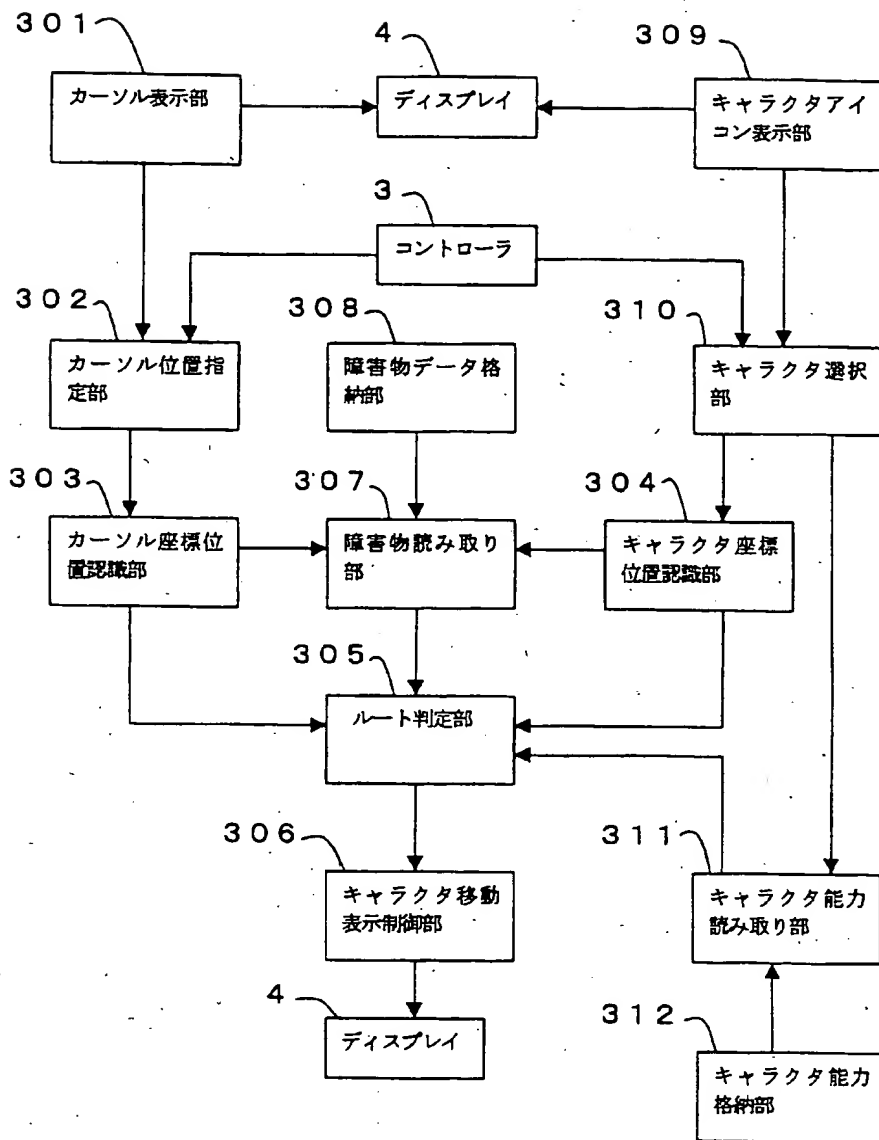 301
4
309
カーソル表示部
ディスプレイ
キャラクタアイ
コン表示部
3
コントローラ
302
308
310
カーソル位置指
定部
障害物データ格
納部
キャラクタ選択
部
303
307
304
カーソル座標位
置認識部
障害物読み取り
部
キャラクタ座標
位置認識部
305
ルート判定部
306
311
キャラクタ移動
表示制御部
キャラクタ能力
読み取り部
4
ディスプレイ
312
キャラクタ能力
格納部